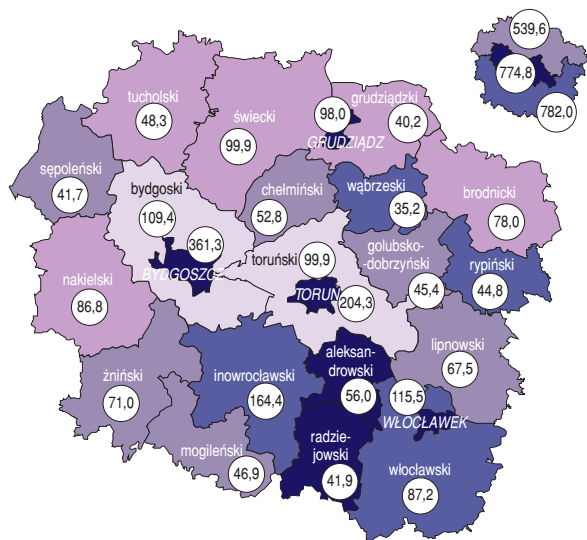 539,6
774,8
782,0
tucholski
48,3
świecki
99,9
98,0
GRUDZIĄDZ
grudziądzki
40,2
sępoleński
41,7
bydgoski
109,4
361,3
BYDGOSZCZ
chełmiński
52,8
wąbrzeski
35,2
brodnicki
78,0
nakielski
86,8
toruński
99,9
TORUŃ
204,3
golubsko-
dobrzyński
45,4
rypiński
44,8
żniński
71,0
inowrocławski
164,4
aleksan-
drowski
56,0
115,5
WŁOCŁAWEK
lipnowski
67,5
mogileński
46,9
radzie-
jowski
41,9
włocławski
87,2